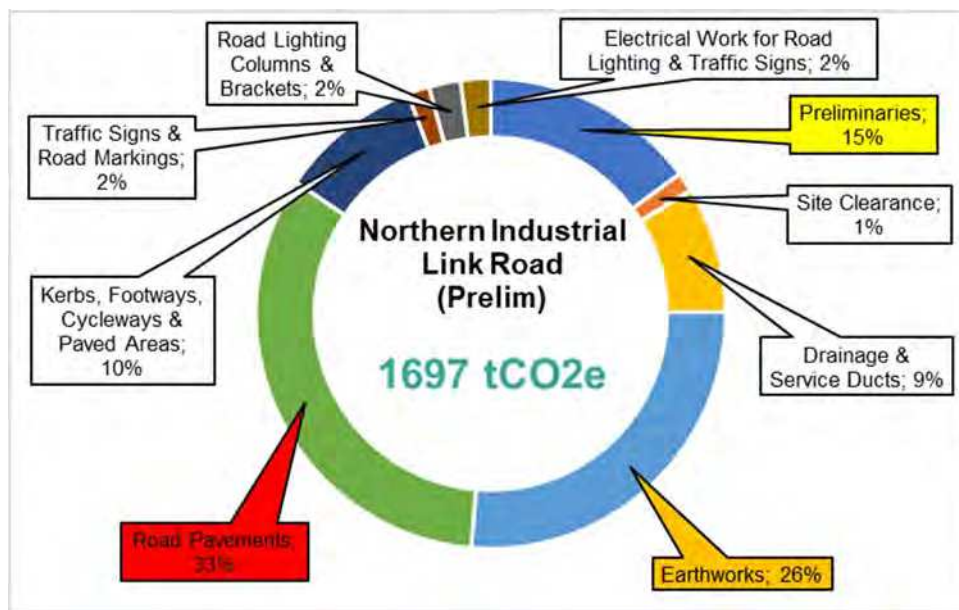 Road Lighting
Columns &
Brackets; 2%
Electrical Work for Road
Lighting & Traffic Signs; 2%
Preliminaries;
15%
Traffic Signs &
Road Markings;
2%
Site Clearance;
1%
Northern Industrial
Link Road
(Prelim)
1697 tCO2e
Kerbs, Footways,
Cycleways &
Paved Areas;
10%
Drainage &
Service Ducts; 9%
Road Pavements;
33%
Earthworks; 26%